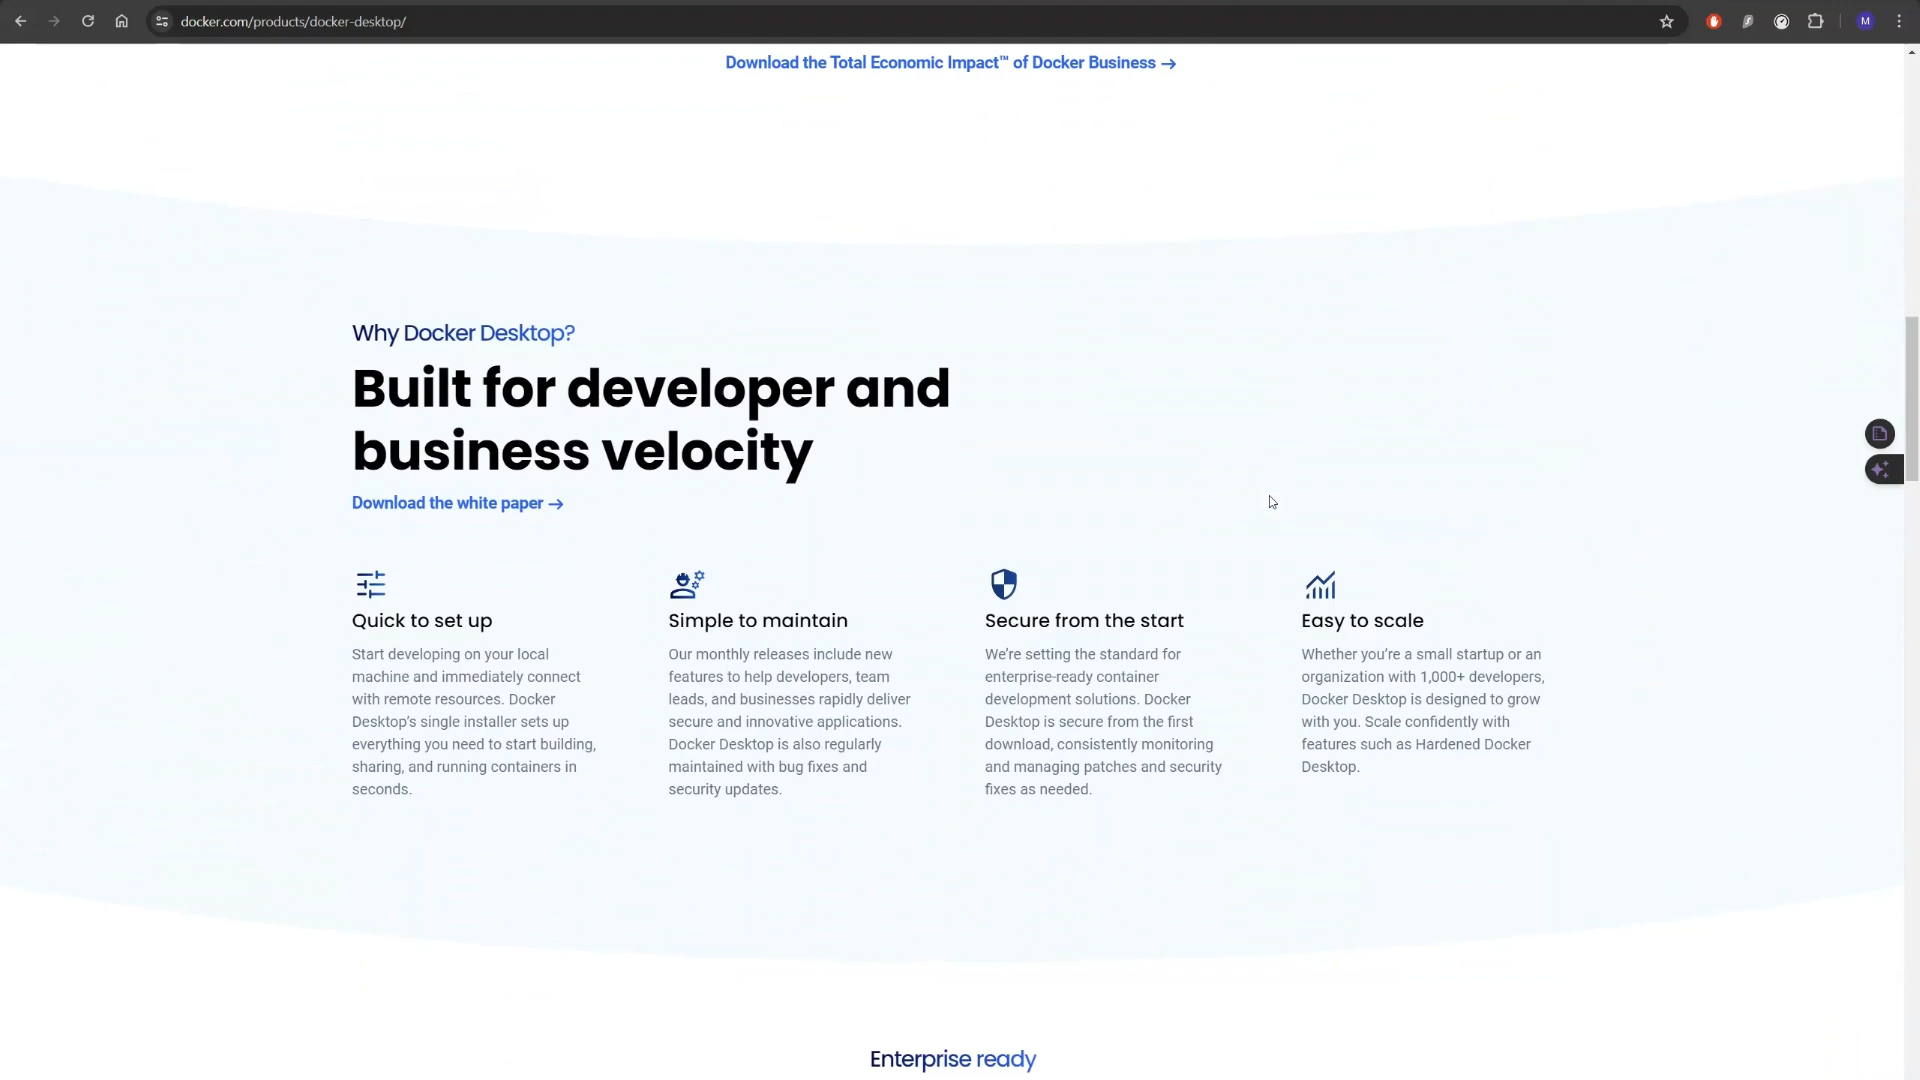 docker.com/products/docker-desktop/
M
Download the Total Economic Impact™ of Docker Business →
Why Docker Desktop?
Built for developer and
business velocity
Download the white paper →
Quick to set up
Start developing on your local
machine and immediately connect
with remote resources. Docker
Desktop’s single installer sets up
everything you need to start building,
sharing, and running containers in
seconds.
Simple to maintain
Our monthly releases include new
features to help developers, team
leads, and businesses rapidly deliver
secure and innovative applications.
Docker Desktop is also regularly
maintained with bug fixes and
security updates.
Secure from the start
We’re setting the standard for
enterprise-ready container
development solutions. Docker
Desktop is secure from the first
download, consistently monitoring
and managing patches and security
fixes as needed.
Easy to scale
Whether you’re a small startup or an
organization with 1,000+ developers,
Docker Desktop is designed to grow
with you. Scale confidently with
features such as Hardened Docker
Desktop.
Enterprise ready